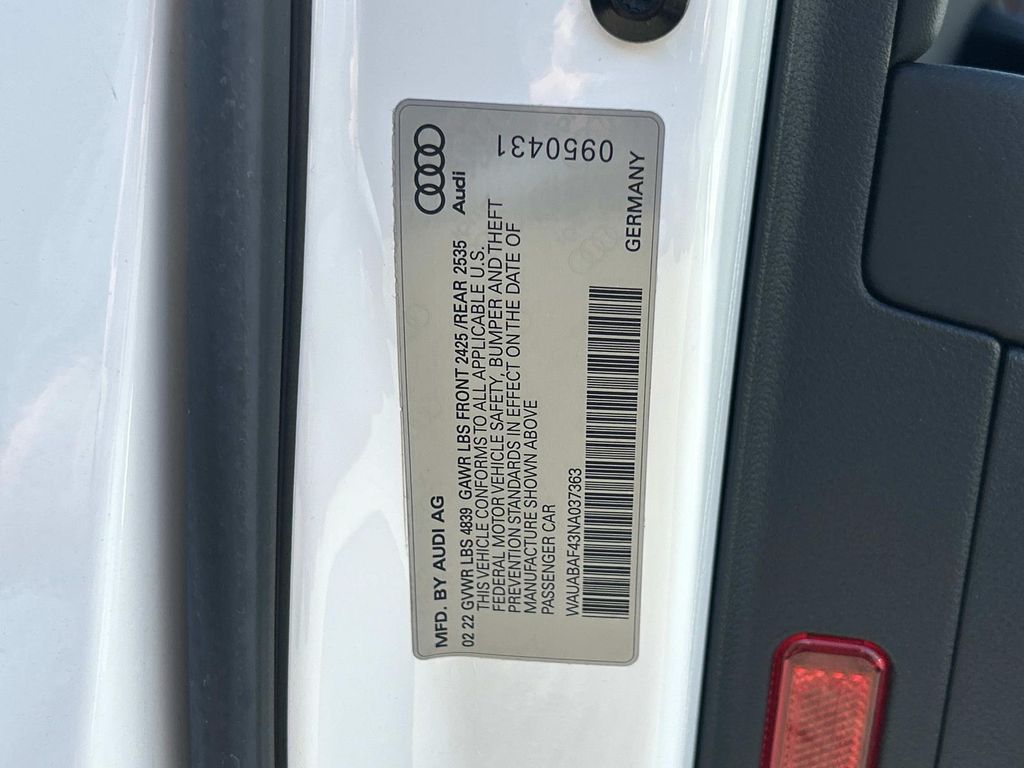 MFD. BY AUDI AG
Audi
02 22 GVWR LBS 4839 GAWR LBS FRONT 2425 /REAR 2535
THIS VEHICLE CONFORMS TO ALL APPLICABLE U.S.
FEDERAL MOTOR VEHICLE SAFETY, BUMPER AND THEFT
PREVENTION STANDARDS IN EFFECT ON THE DATE OF
MANUFACTURE SHOWN ABOVE
PASSENGER CAR
WAUABAF43NA037363
GERMANY
0950431